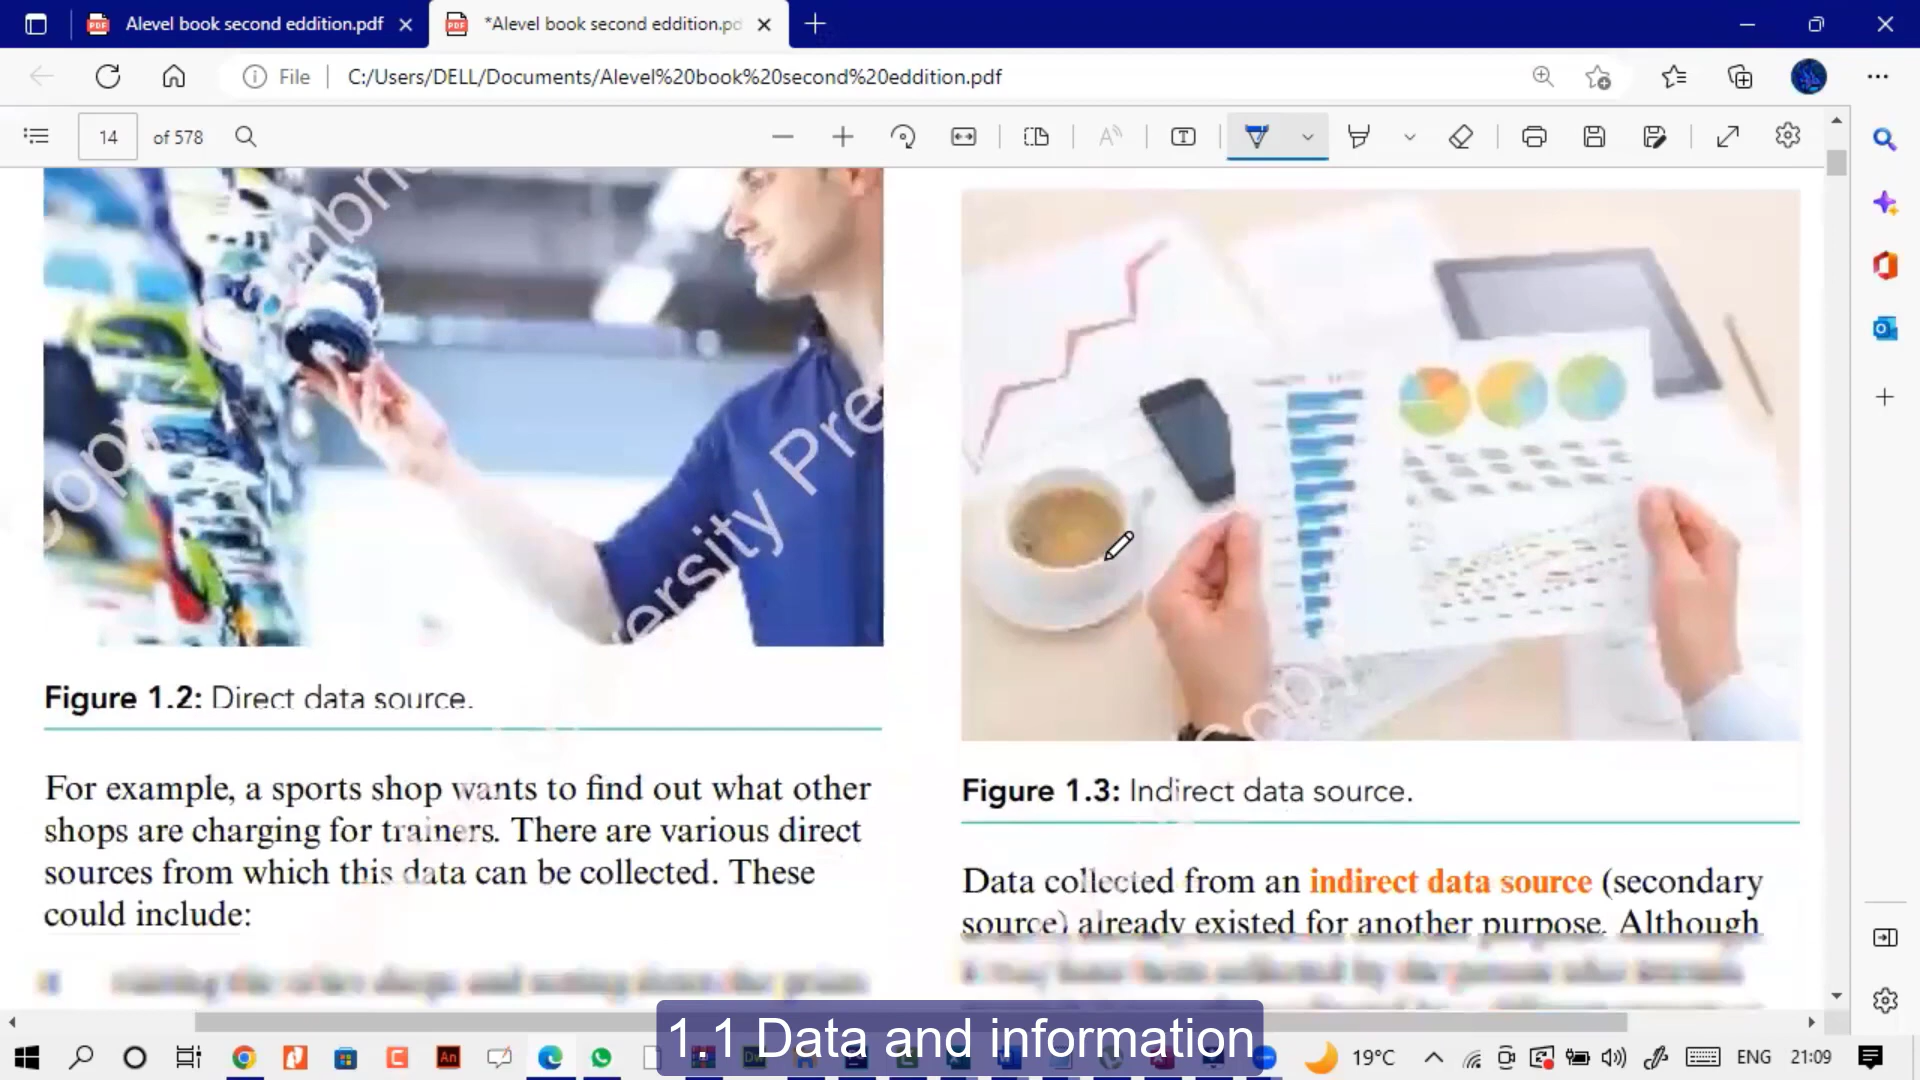 Alevel book second eddition.pdf
*Alevel book second eddition.pd
File
C:/Users/DELL/Documents/Alevel%20book%20second%20eddition.pdf
14
of 578
Figure 1.2: Direct data source.
For example, a sports shop wants to find out what other
shops are charging for trainers. There are various direct
sources from which this data can be collected. These
could include:
Figure 1.3: Indirect data source.
Data collected from an indirect data source (secondary
source) already existed for another purpose. Although
1.1 Data and information
19°C
ENG
21:09